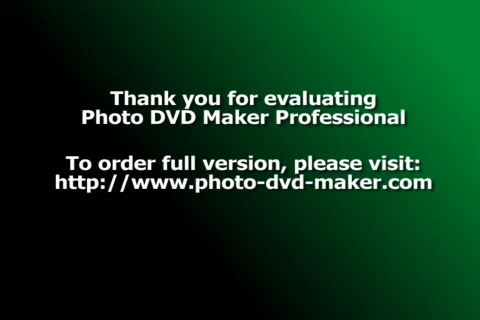 Thank you for evaluating
Photo DVD Maker Professional
To order full version, please visit:
http://www.photo-dvd-maker.com